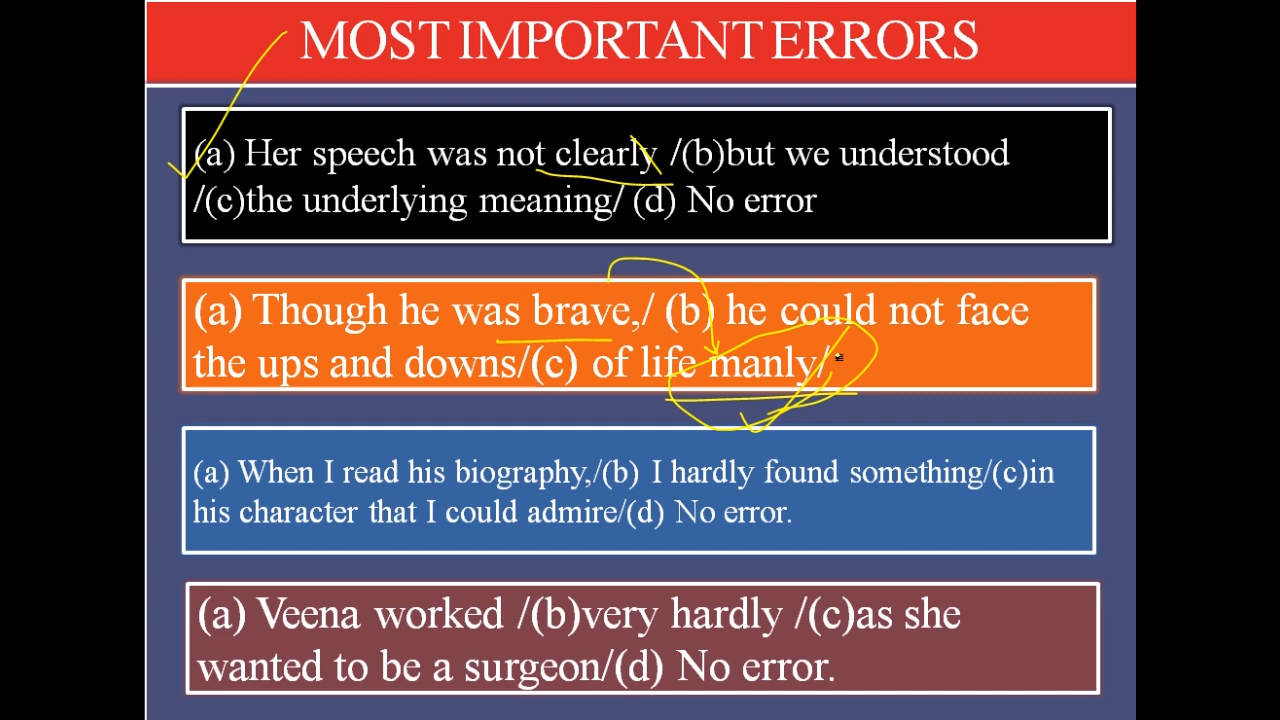 MOST IMPORTANT ERRORS
(a) Her speech was not clearly /(b)but we understood
/(c)the underlying meaning/ (d) No error
(a) Though he was brave,/ (b) he could not face
the ups and downs/(c) of life manly/
(a) When I read his biography,/(b) I hardly found something/(c)in
his character that I could admire/(d) No error.
(a) Veena worked /(b)very hardly /(c)as she
wanted to be a surgeon/(d) No error.